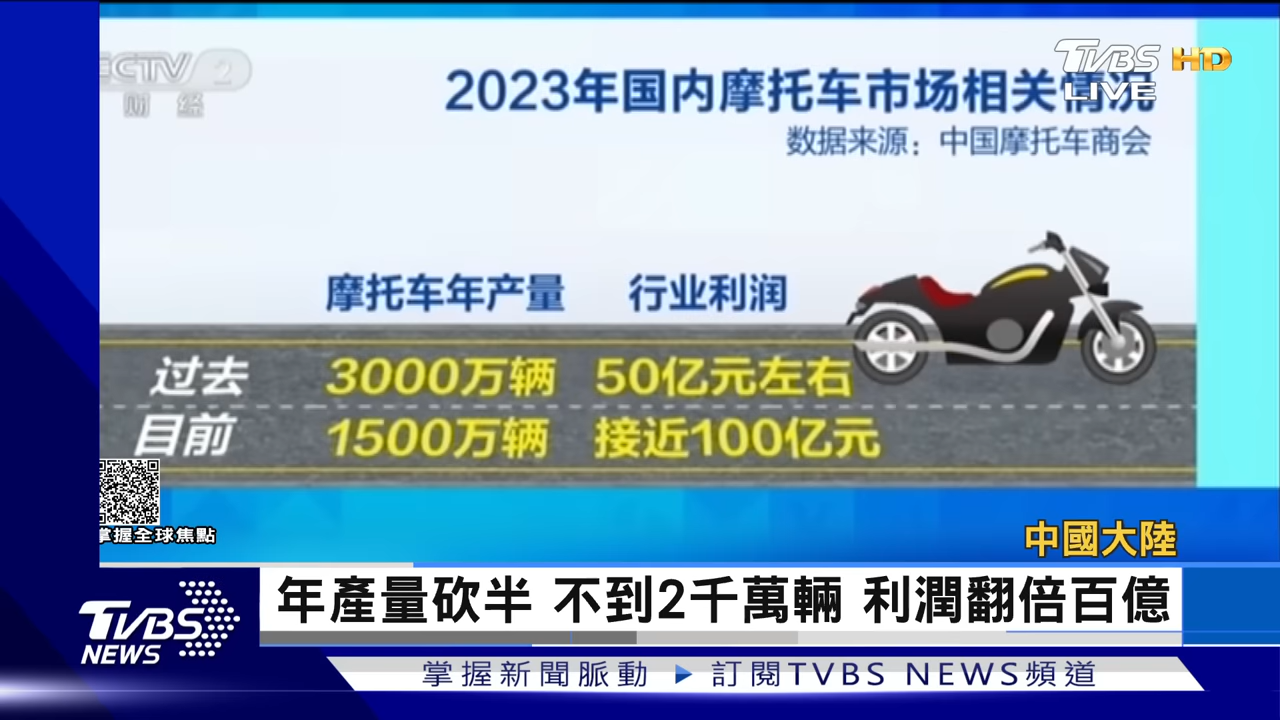 CCTV 2
财 经
TVBS HD
LIVE
2023年国内摩托车市场相关情况
数据来源：中国摩托车商会
摩托车年产量 行业利润
过去 3000万辆 50亿元左右
目前 1500万辆 接近100亿元
掌握全球焦點
中國大陸
年產量砍半 不到2千萬輛 利潤翻倍百億
TVBS
NEWS
掌握新聞脈動 ▶ 訂閱TVBS NEWS頻道